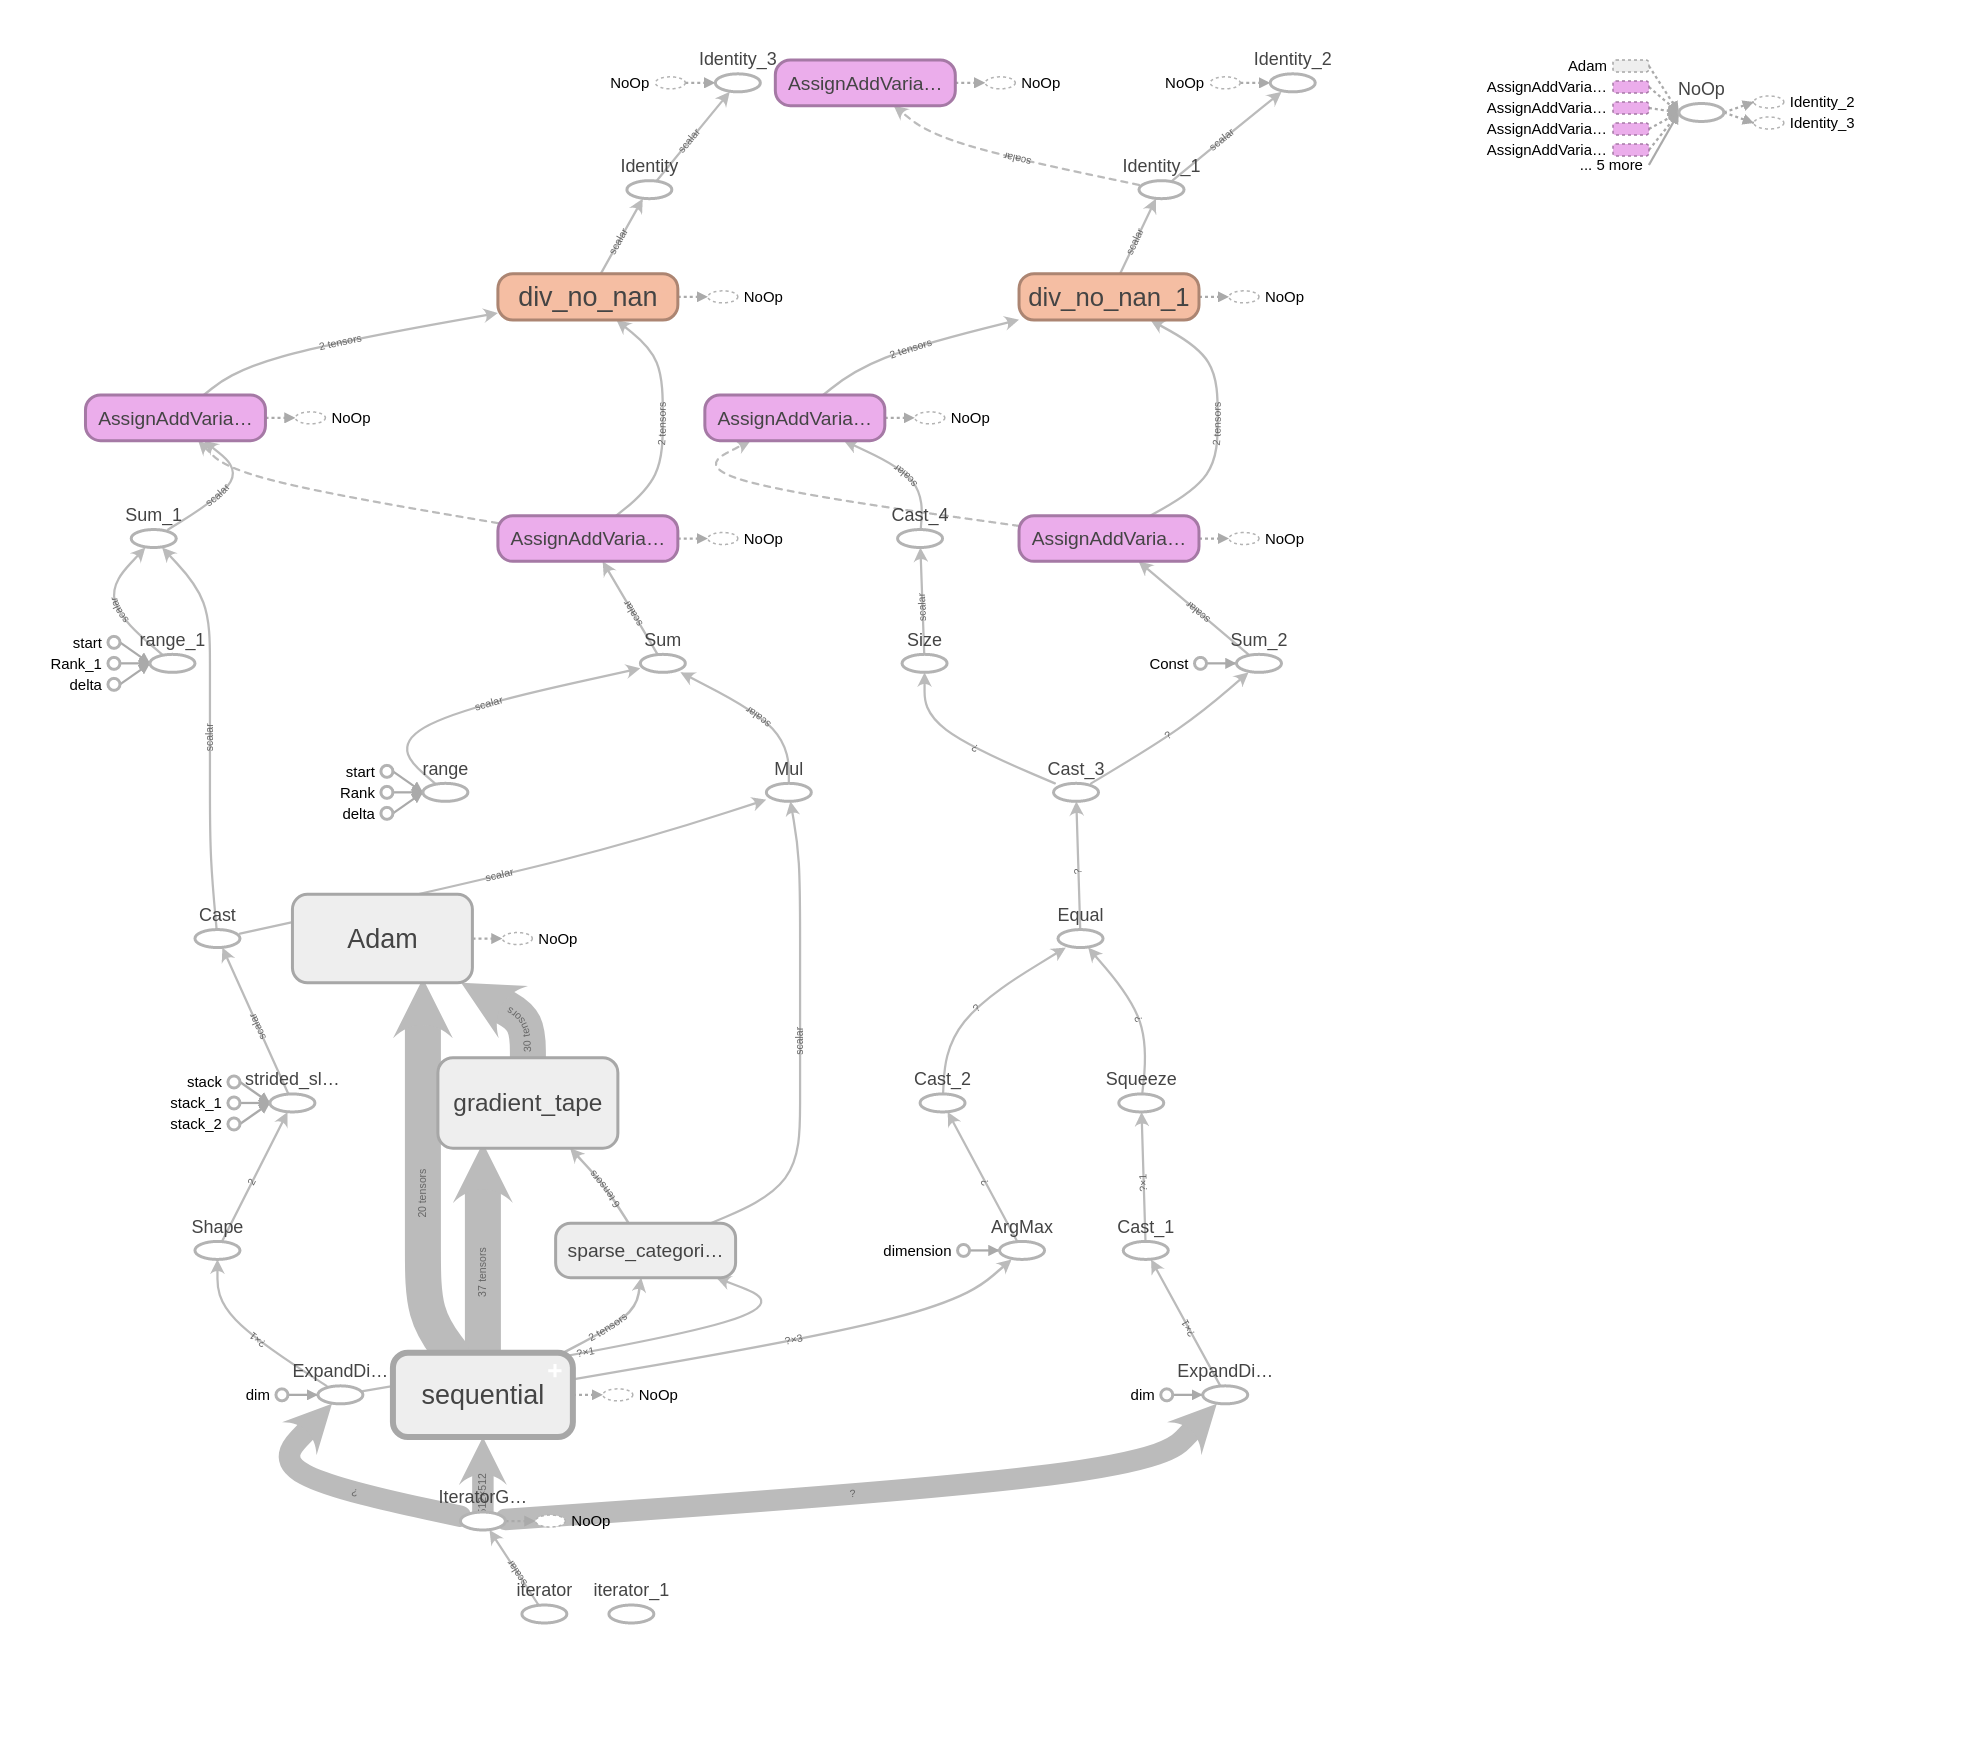 Identity_3
NoOp
AssignAddVaria…
NoOp
Identity_2
NoOp
Adam
AssignAddVaria…
AssignAddVaria…
AssignAddVaria…
AssignAddVaria…
... 5 more
NoOp
Identity_2
Identity_3
scalar
scalar
scalar
Identity
Identity_1
scalar
scalar
div_no_nan
NoOp
div_no_nan_1
NoOp
2 tensors
2 tensors
AssignAddVaria…
NoOp
2 tensors
AssignAddVaria…
NoOp
2 tensors
scalar
scalar
Sum_1
AssignAddVaria…
NoOp
Cast_4
AssignAddVaria…
NoOp
scalar
scalar
scalar
scalar
start
Rank_1
delta
range_1
Sum
Size
Const
Sum_2
scalar
scalar
scalar
?
?
start
Rank
delta
range
Mul
Cast_3
scalar
?
Cast
Adam
NoOp
Equal
scalar
30 tensors
scalar
?
?
stack
stack_1
stack_2
strided_sl…
gradient_tape
Cast_2
Squeeze
2
20 tensors
6 tensors
?
?×1
Shape
sparse_categori…
dimension
ArgMax
Cast_1
37 tensors
?×1
2 tensors
?×1
?×3
?×1
dim
ExpandDi…
sequential
+
NoOp
dim
ExpandDi…
?
?
IteratorG…
NoOp
scalar
iterator
iterator_1